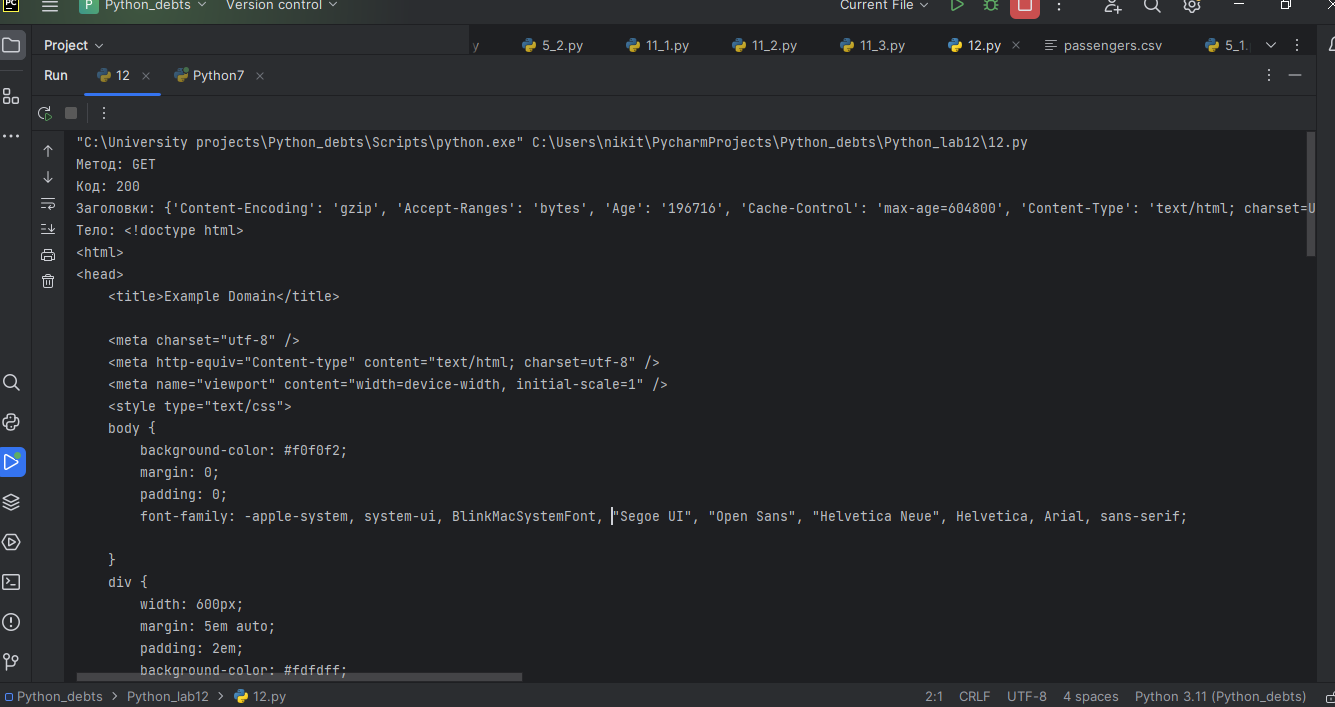 PC P Python_debts Version control Current File
Project y 5_2.py 11_1.py 11_2.py 11_3.py 12.py passengers.csv 5_1.
Run 12 Python7
"C:\University projects\Python_debts\Scripts\python.exe" C:\Users\nikit\PycharmProjects\Python_debts\Python_lab12\12.py
Метод: GET
Код: 200
Заголовки: {'Content-Encoding': 'gzip', 'Accept-Ranges': 'bytes', 'Age': '196716', 'Cache-Control': 'max-age=604800', 'Content-Type': 'text/html; charset=U
Тело: <!doctype html>
<html>
<head>
    <title>Example Domain</title>
    <meta charset="utf-8" />
    <meta http-equiv="Content-type" content="text/html; charset=utf-8" />
    <meta name="viewport" content="width=device-width, initial-scale=1" />
    <style type="text/css">
    body {
        background-color: #f0f0f2;
        margin: 0;
        padding: 0;
        font-family: -apple-system, system-ui, BlinkMacSystemFont, "Segoe UI", "Open Sans", "Helvetica Neue", Helvetica, Arial, sans-serif;
    }
    div {
        width: 600px;
        margin: 5em auto;
        padding: 2em;
        background-color: #fdfdff;
Python_debts > Python_lab12 > 12.py 2:1 CRLF UTF-8 4 spaces Python 3.11 (Python_debts)